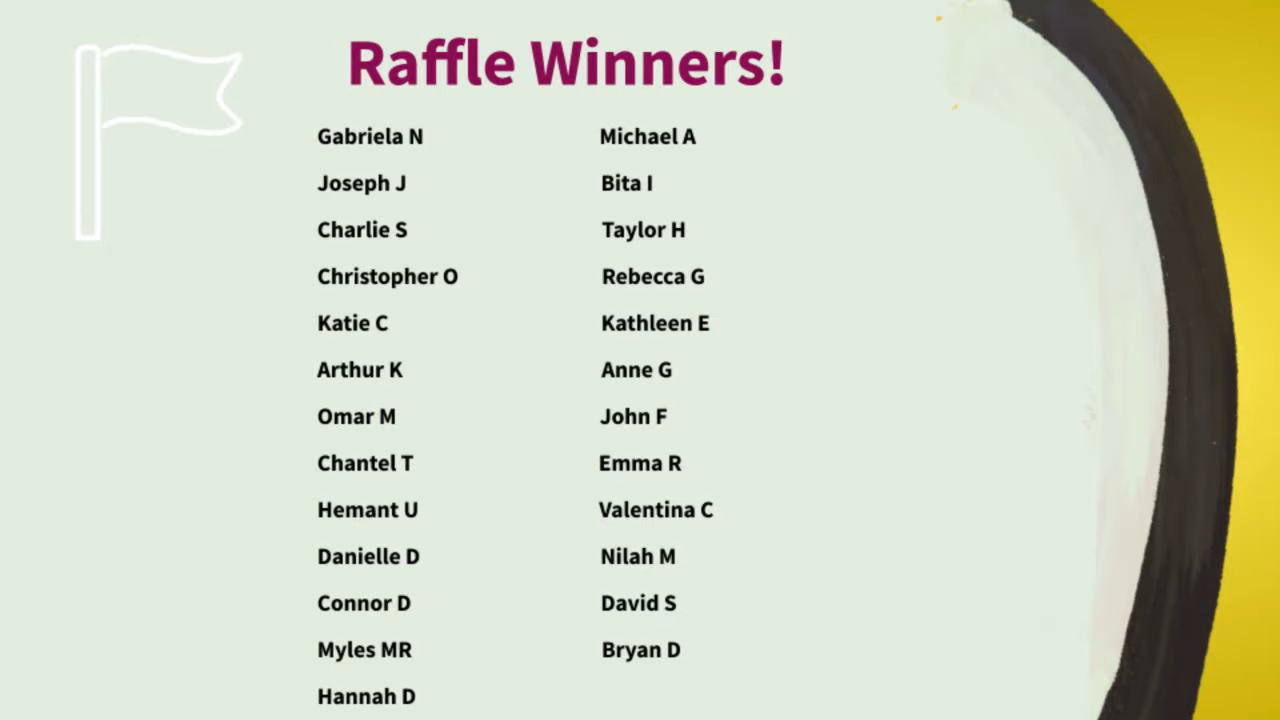 Raffle Winners!
Gabriela N
Joseph J
Charlie S
Christopher O
Katie C
Arthur K
Omar M
Chantel T
Hemant U
Danielle D
Connor D
Myles MR
Hannah D
Michael A
Bita I
Taylor H
Rebecca G
Kathleen E
Anne G
John F
Emma R
Valentina C
Nilah M
David S
Bryan D